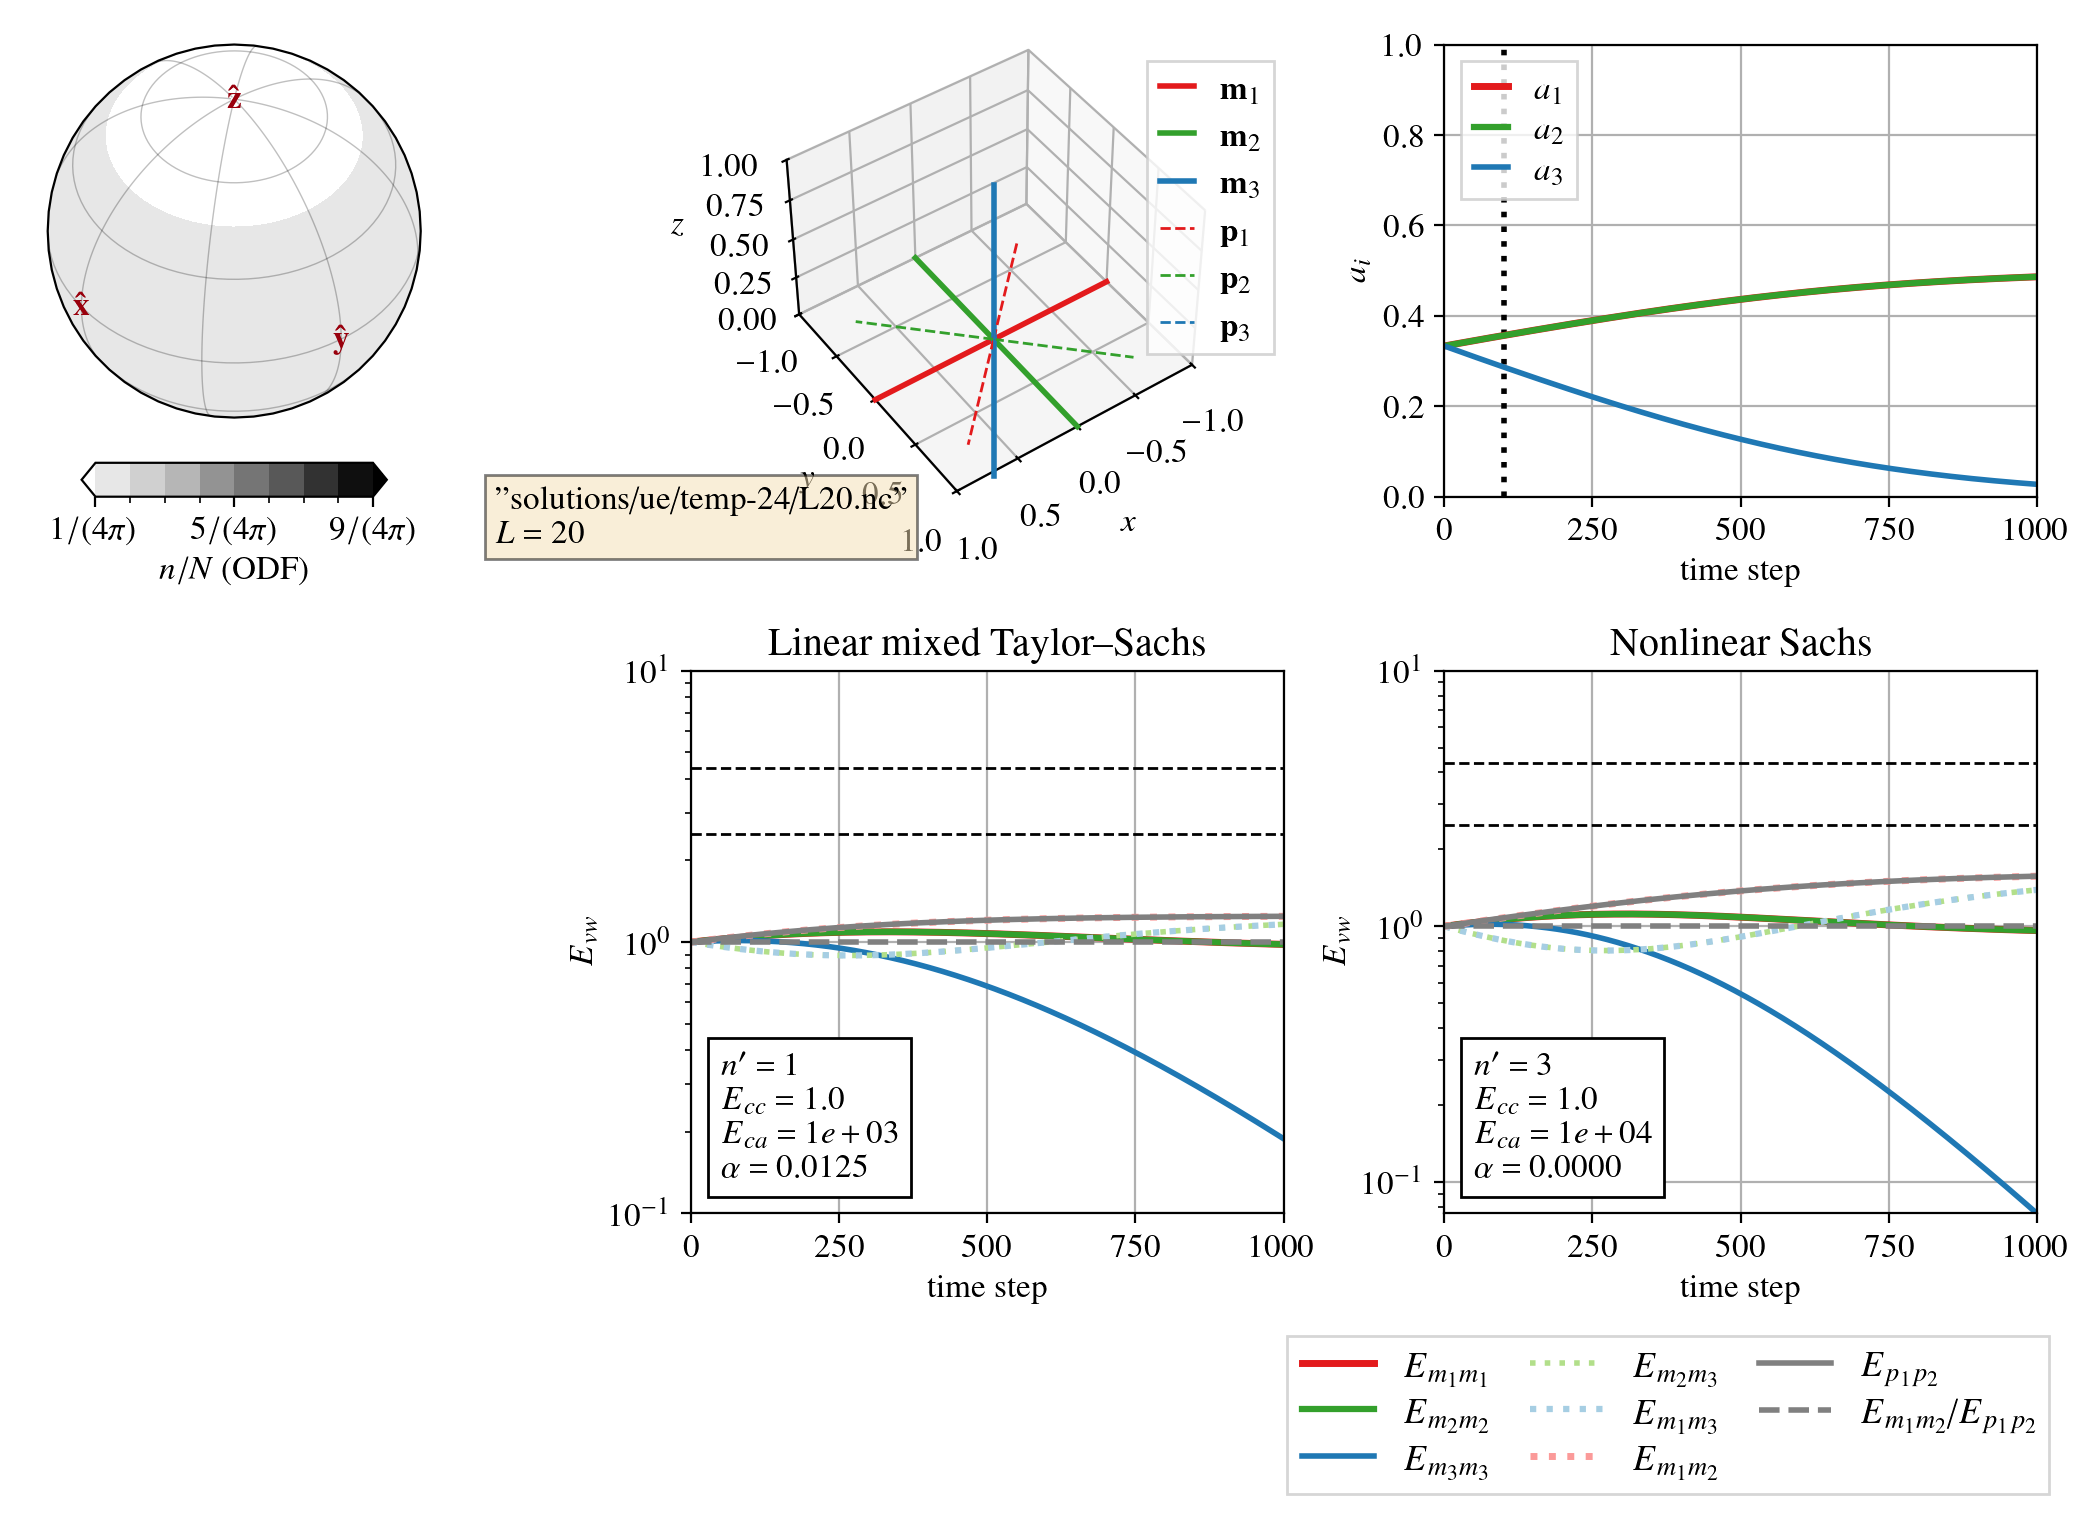 ẑ
x̂
ŷ
1/(4π) 5/(4π) 9/(4π)
n/N (ODF)
1.00
0.75
0.50
0.25
0.00
z
−1.0
−0.5
0.0
0.5
1.0
y
1.0
0.5
0.0
−0.5
−1.0
x
m1
m2
m3
p1
p2
p3
"solutions/ue/temp-24/L20.nc"
L = 20
1.0
0.8
0.6
0.4
0.2
0.0
ai
a1
a2
a3
0 250 500 750 1000
time step
Linear mixed Taylor–Sachs
10^1
10^0
10^−1
Evw
n′ = 1
Ecc = 1.0
Eca = 1e+03
α = 0.0125
0 250 500 750 1000
time step
Nonlinear Sachs
10^1
10^0
10^−1
Evw
n′ = 3
Ecc = 1.0
Eca = 1e+04
α = 0.0000
0 250 500 750 1000
time step
Em1m1
Em2m2
Em3m3
Em2m3
Em1m3
Em1m2
Ep1p2
Em1m2/Ep1p2